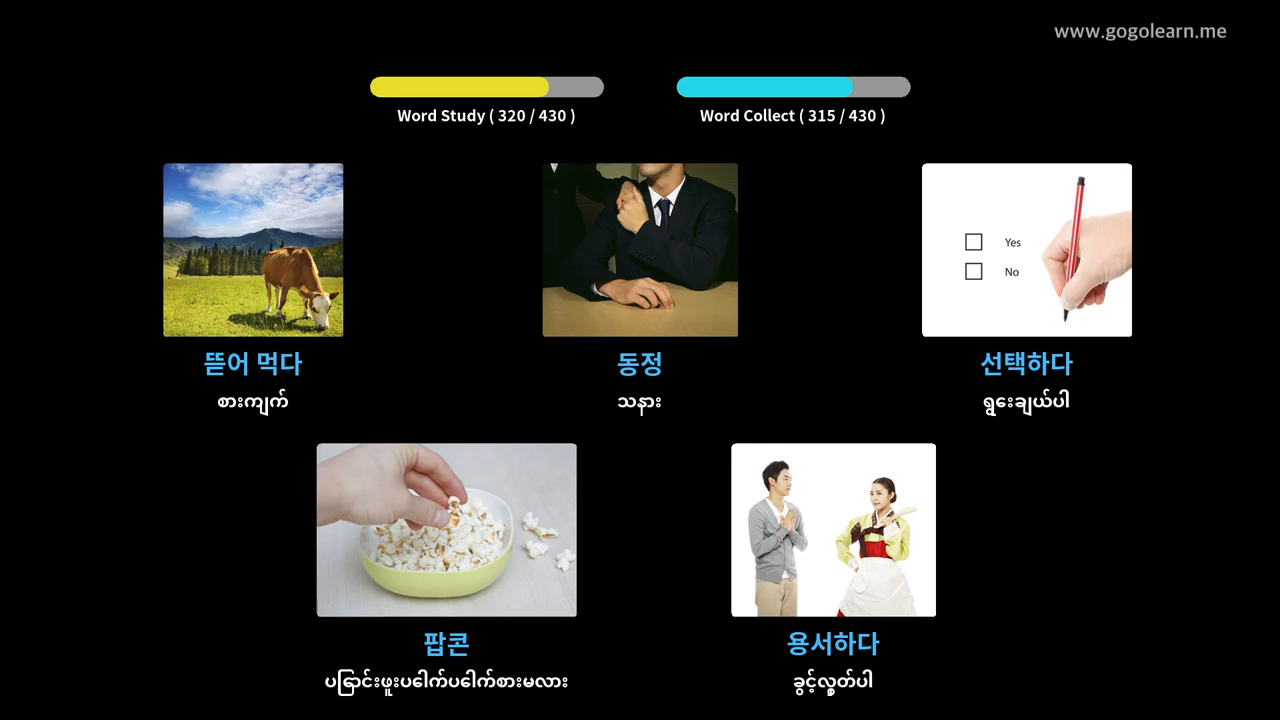 www.gogolearn.me
Word Study ( 320 / 430 )
Word Collect ( 315 / 430 )
Yes
No
뜯어 먹다
동정
선택하다
စားကျက်
သနား
ရွေးချယ်ပါ
팝콘
용서하다
ပြောင်းဖူးပေါက်ပေါက်စားမလား
ခွင့်လွှတ်ပါ